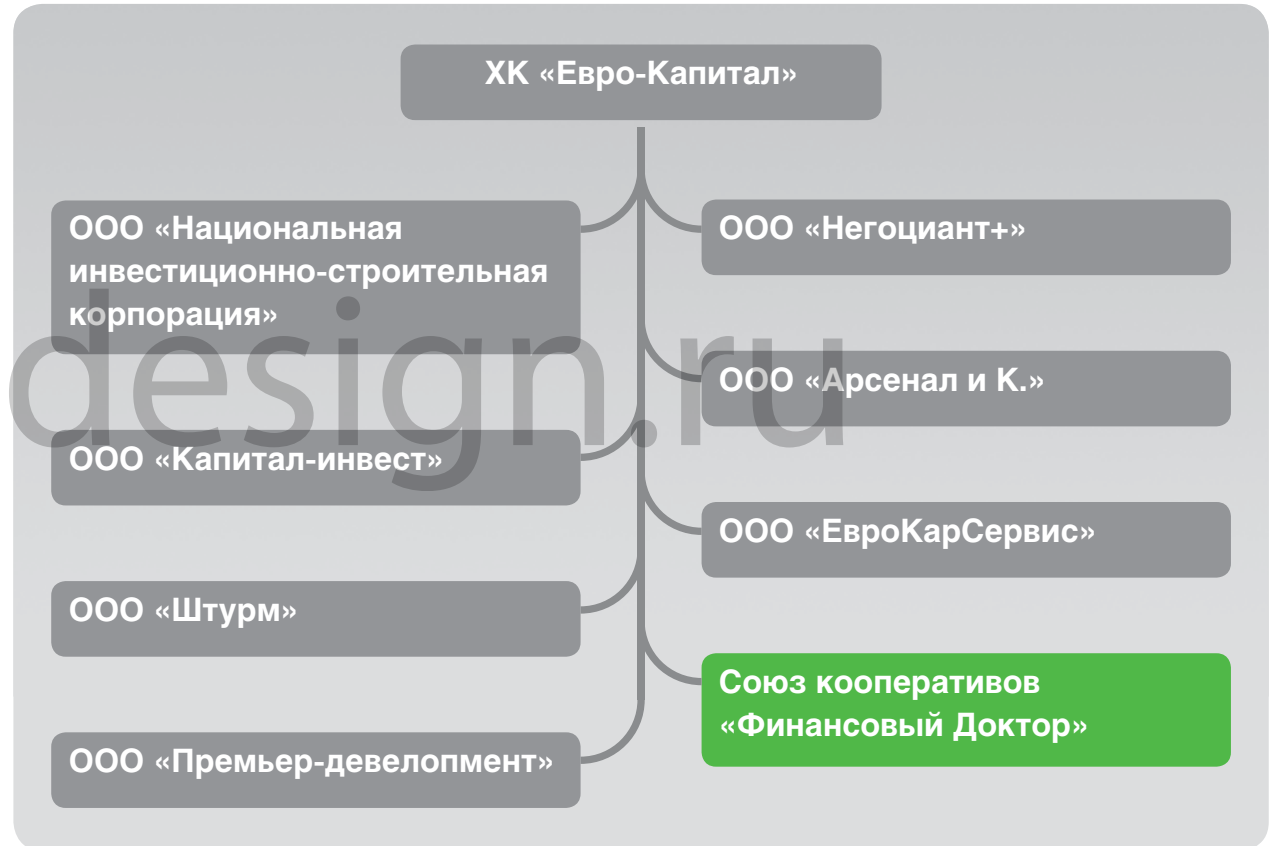 ХК «Евро-Капитал»
ООО «Национальная
инвестиционно-строительная
корпорация»
ООО «Капитал-инвест»
ООО «Штурм»
ООО «Премьер-девелопмент»
ООО «Негоциант+»
ООО «Арсенал и К.»
ООО «ЕвроКарСервис»
Союз кооперативов
«Финансовый Доктор»
design.ru